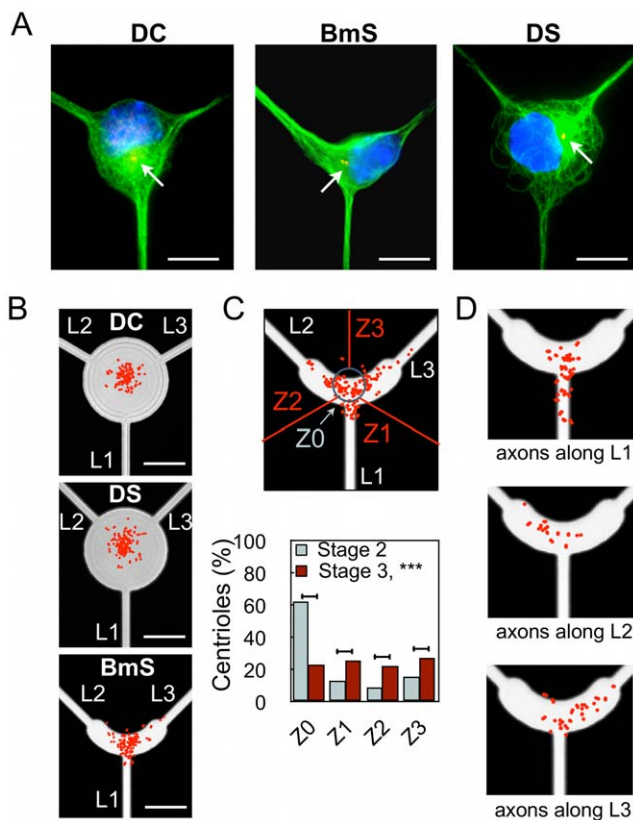 A
DC BmS DS
B
L2 DC L3
L1
L2 DS L3
L1
BmS
L2 L3
L1
C
L2 Z3
L3
Z2
Z0 Z1
L1
Centrioles (%)
100
80
60
40
20
0
Stage 2
Stage 3, ***
Z0 Z1 Z2 Z3
D
axons along L1
axons along L2
axons along L3